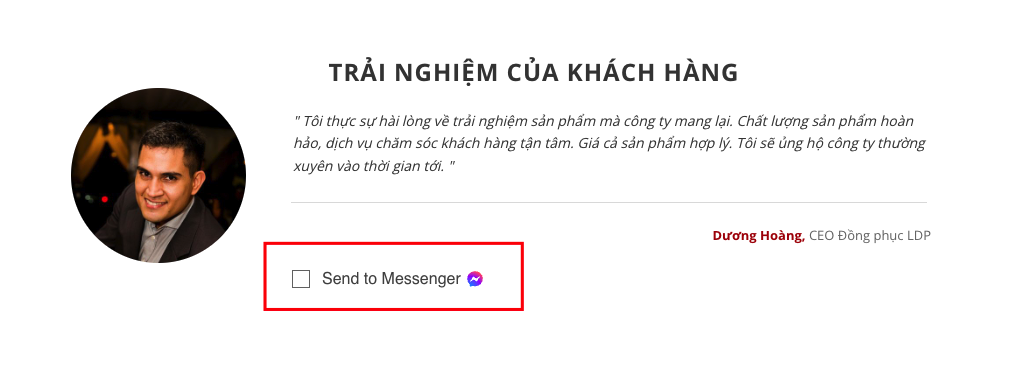 TRẢI NGHIỆM CỦA KHÁCH HÀNG
" Tôi thực sự hài lòng về trải nghiệm sản phẩm mà công ty mang lại. Chất lượng sản phẩm hoàn
hảo, dịch vụ chăm sóc khách hàng tận tâm. Giá cả sản phẩm hợp lý. Tôi sẽ ủng hộ công ty thường
xuyên vào thời gian tới. "
Dương Hoàng, CEO Đồng phục LDP
Send to Messenger